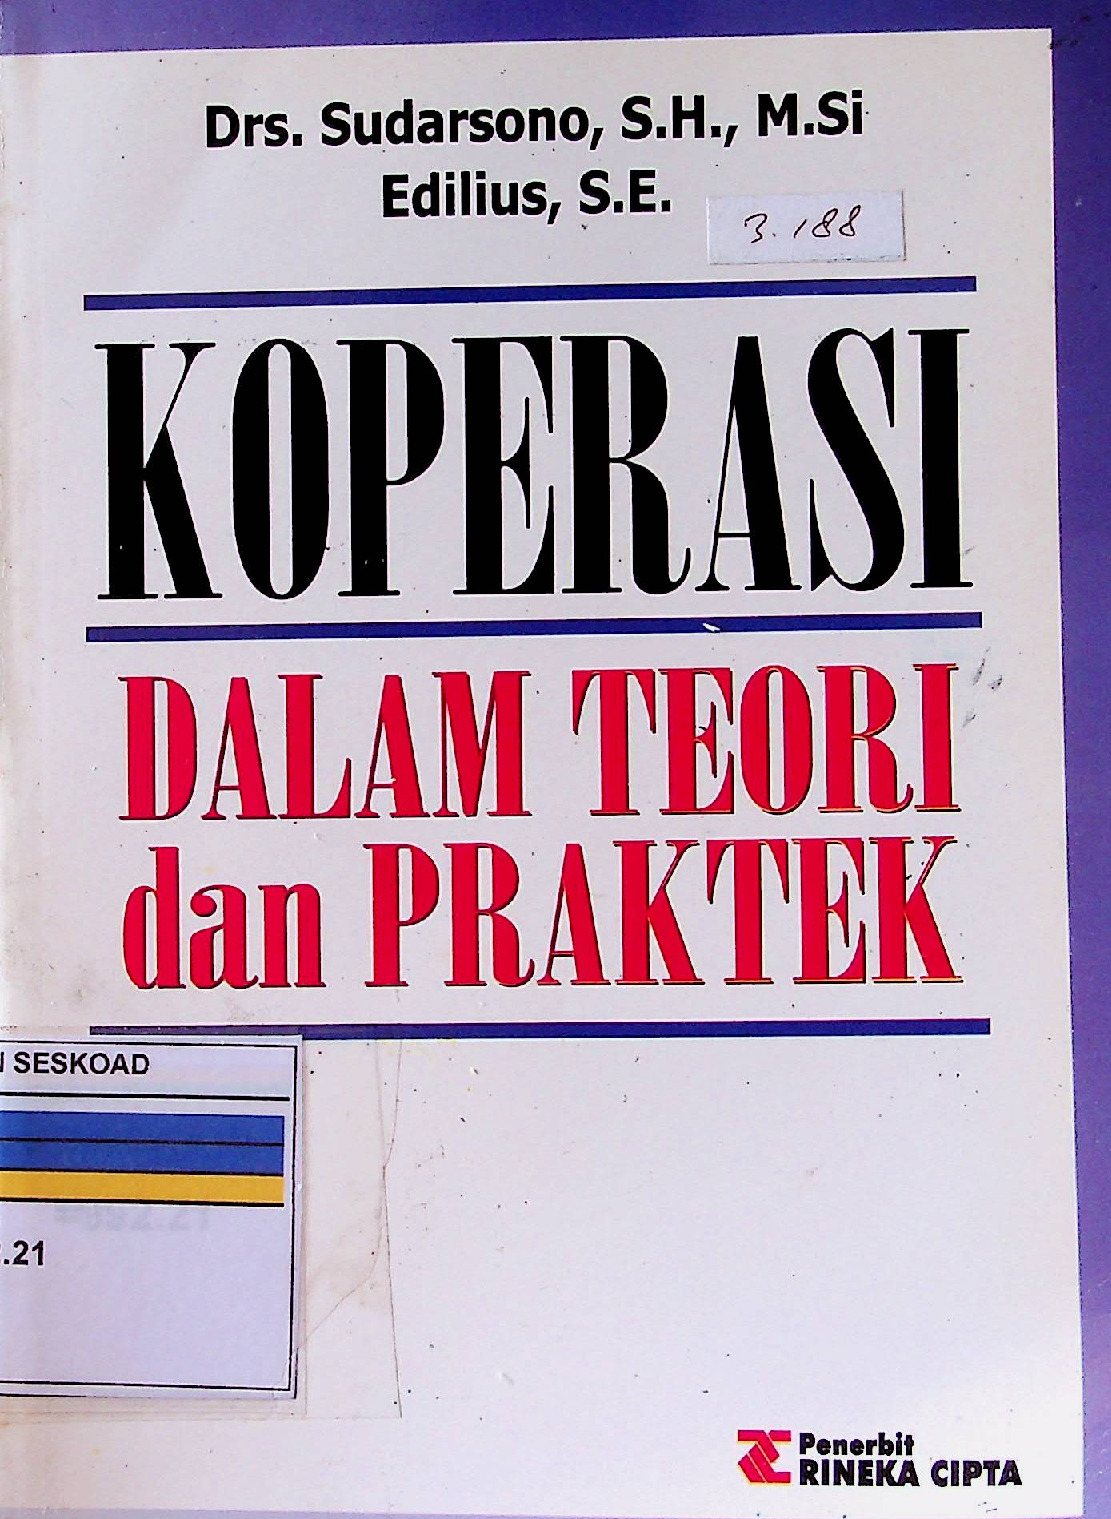 Drs. Sudarsono, S.H., M.Si
Edilius, S.E.
3.188
KOPERASI
DALAM TEORI
dan PRAKTEK
SESKOAD
.21
Penerbit
RINEKA CIPTA